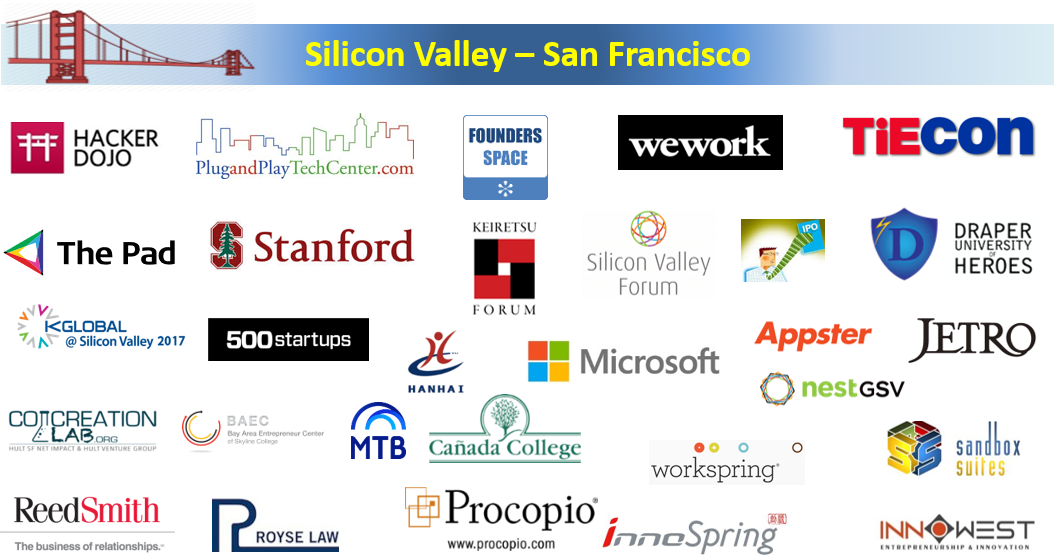 Silicon Valley – San Francisco
HACKER
DOJO
PlugandPlayTechCenter.com
FOUNDERS
SPACE
wework
TiECON
The Pad
Stanford
KEIRETSU
FORUM
Silicon Valley
Forum
IPO
DRAPER
UNIVERSITY
OF
HEROES
KGLOBAL
@ Silicon Valley 2017
500startups
HANHAI
Microsoft
Appster
JETRO
nestGSV
COCREATION
LAB.ORG
HULT SF NET IMPACT & HULT VENTURE GROUP
BAEC
Bay Area Entrepreneur Center
of Skyline College
MTB
Cañada College
workspring
sandbox
suites
ReedSmith
The business of relationships.
ROYSE LAW
Procopio®
www.procopio.com
innoSpring
INNOWEST
ENTREPRENEURSHIP & INNOVATION